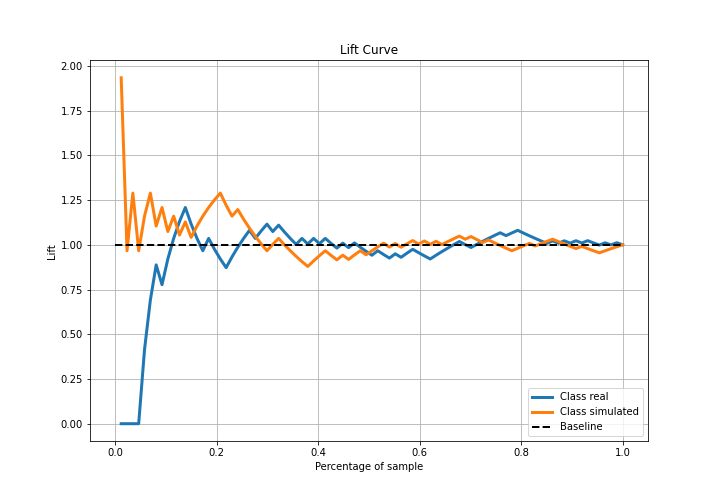 Lift Curve
2.00
1.75
1.50
1.25
1.00
0.75
0.50
0.25
0.00
Lift
0.0 0.2 0.4 0.6 0.8 1.0
Percentage of sample
Class real
Class simulated
Baseline